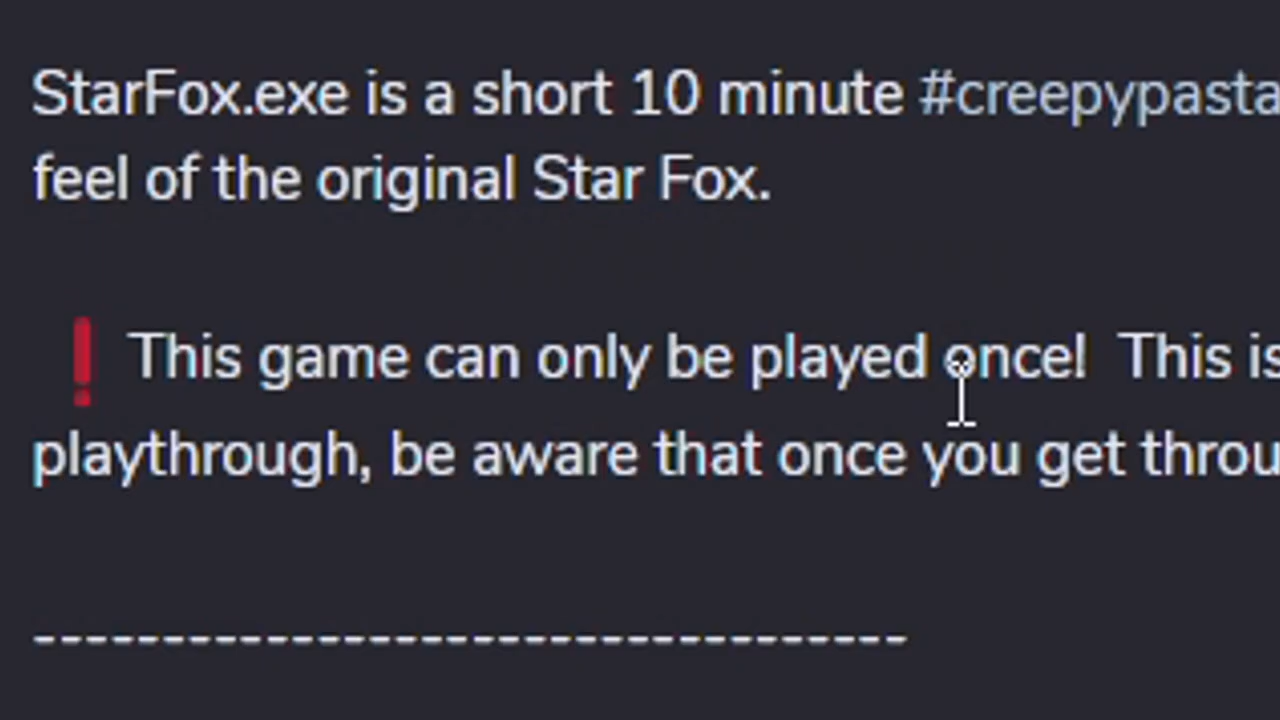 StarFox.exe is a short 10 minute #creepypasta
feel of the original Star Fox.
❗ This game can only be played once!  This is
playthrough, be aware that once you get throu
----------------------------------